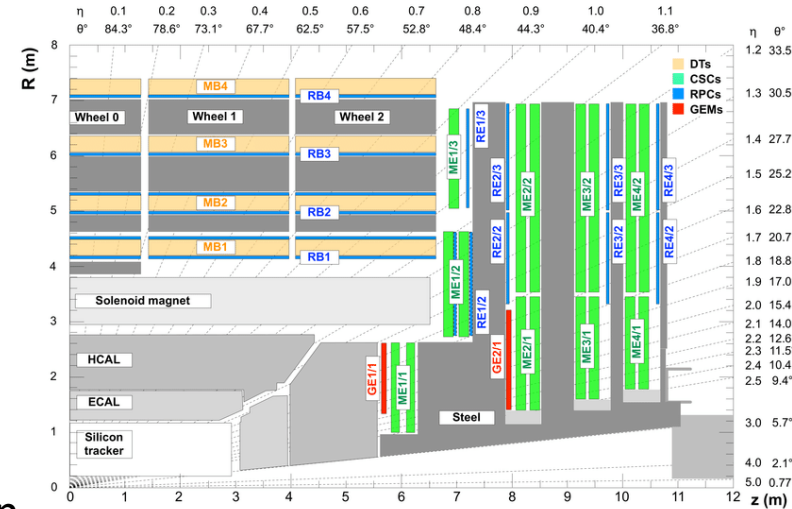 η 0.1 0.2 0.3 0.4 0.5 0.6 0.7 0.8 0.9 1.0 1.1
θ° 84.3° 78.6° 73.1° 67.7° 62.5° 57.5° 52.8° 48.4° 44.3° 40.4° 36.8° η θ°
R (m)
8
7
6
5
4
3
2
1
0
1.2 33.5
1.3 30.5
1.4 27.7
1.5 25.2
1.6 22.8
1.7 20.7
1.8 18.8
1.9 17.0
2.0 15.4
2.1 14.0
2.2 12.6
2.3 11.5
2.4 10.4
2.5 9.4°
3.0 5.7°
4.0 2.1°
5.0 0.77
DTs
CSCs
RPCs
GEMs
MB4
RB4
Wheel 0
Wheel 1
Wheel 2
MB3
RB3
MB2
RB2
MB1
RB1
Solenoid magnet
HCAL
ECAL
Silicon
tracker
Steel
GE1/1
ME1/1
ME1/2
ME1/3
RE1/3
RE1/2
RE2/3
RE2/2
GE2/1
ME2/2
ME2/1
ME3/2
ME3/1
RE3/3
RE3/2
ME4/2
ME4/1
RE4/3
RE4/2
0 1 2 3 4 5 6 7 8 9 10 11 12
z (m)